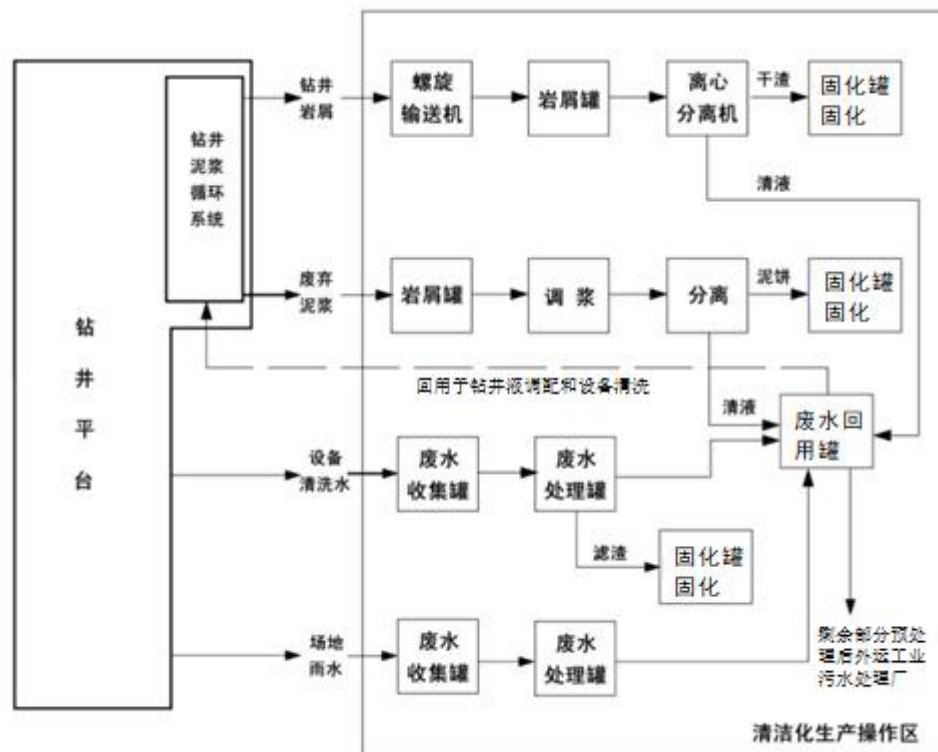 钻井
岩屑
螺旋
输送机
岩屑罐
离心
分离机
干渣
固化罐
固化
钻井
泥浆
循环
系统
清液
废弃
泥浆
岩屑罐
调浆
分离
泥饼
固化罐
固化
钻
井
平
台
回用于钻井液调配和设备清洗
清液
废水回
用罐
设备
清洗水
废水
收集罐
废水
处理罐
滤渣
固化罐
固化
场地
雨水
废水
收集罐
废水
处理罐
剩余部分预处
理后外运工业
污水处理厂
清洁化生产操作区